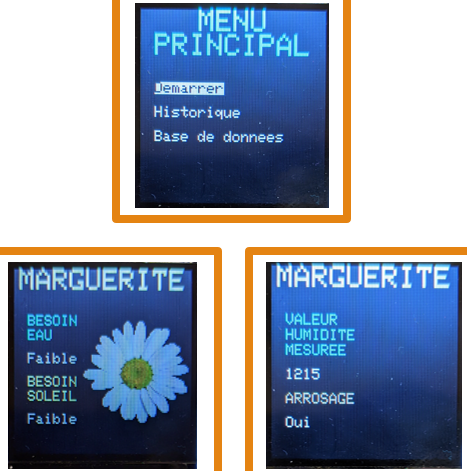 MENU
PRINCIPAL
Demarrer
Historique
Base de donnees
MARGUERITE
BESOIN
EAU
Faible
BESOIN
SOLEIL
Faible
MARGUERITE
VALEUR
HUMIDITE
MESUREE
1215
ARROSAGE
Oui